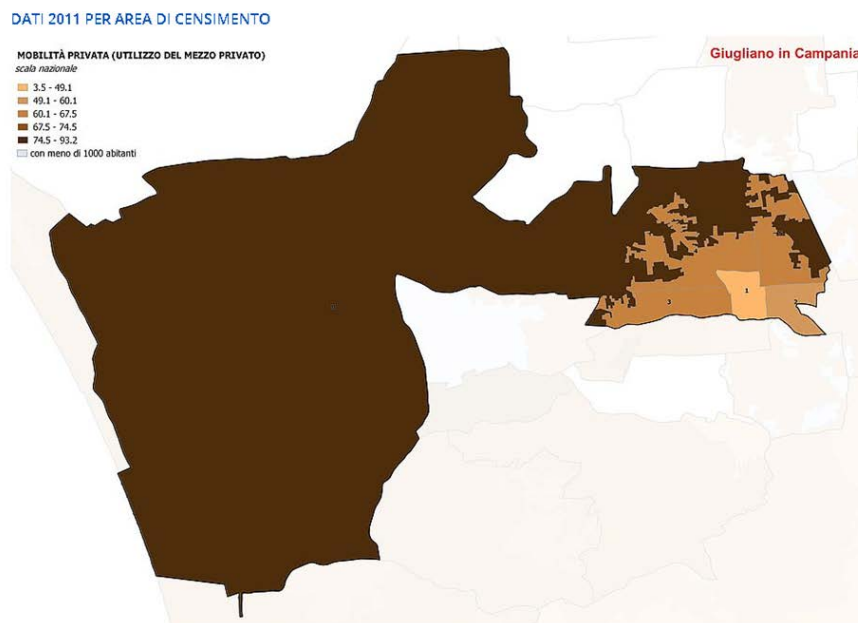 DATI 2011 PER AREA DI CENSIMENTO
MOBILITÀ PRIVATA (UTILIZZO DEL MEZZO PRIVATO)
scala nazionale
Giugliano in Campania
3.5 - 49.1
49.1 - 60.1
60.1 - 67.5
67.5 - 74.5
74.5 - 93.2
con meno di 1000 abitanti
1
3
2